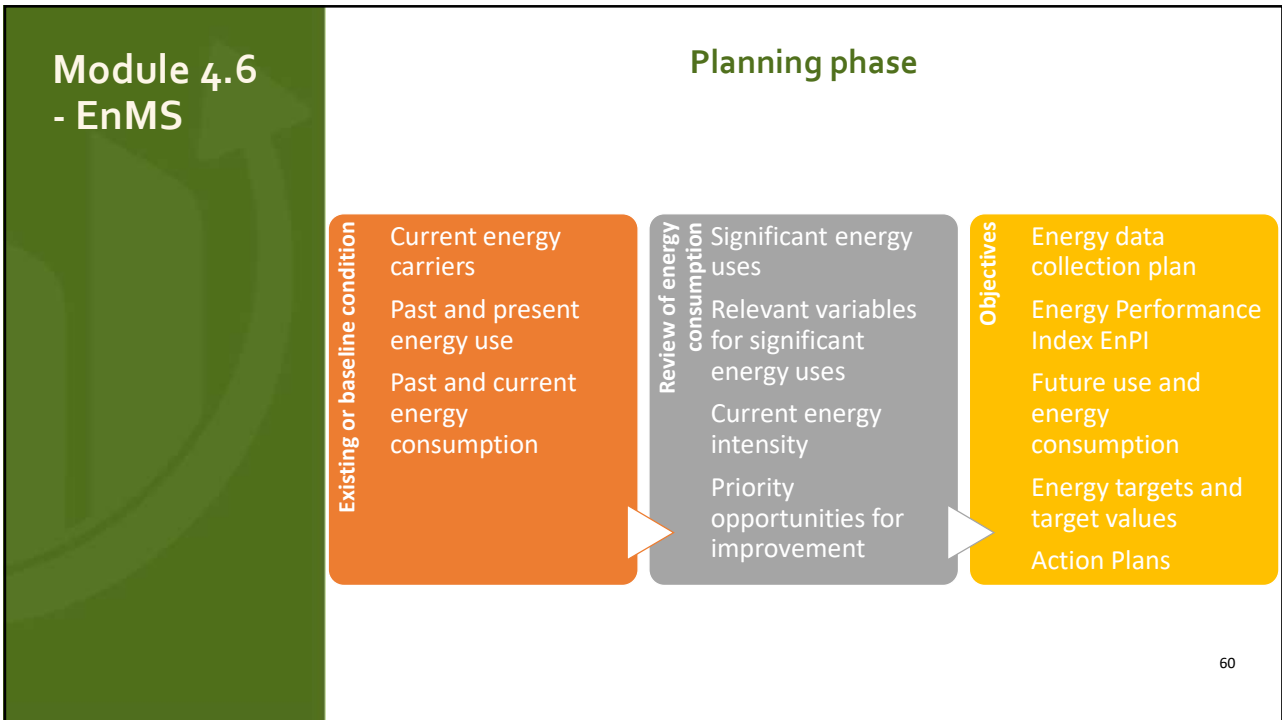 Module 4.6
- EnMS
Planning phase
Existing or baseline condition
Current energy
carriers
Past and present
energy use
Past and current
energy
consumption
Review of energy
consumption
Significant energy
uses
Relevant variables
for significant
energy uses
Current energy
intensity
Priority
opportunities for
improvement
Objectives
Energy data
collection plan
Energy Performance
Index EnPI
Future use and
energy
consumption
Energy targets and
target values
Action Plans
60